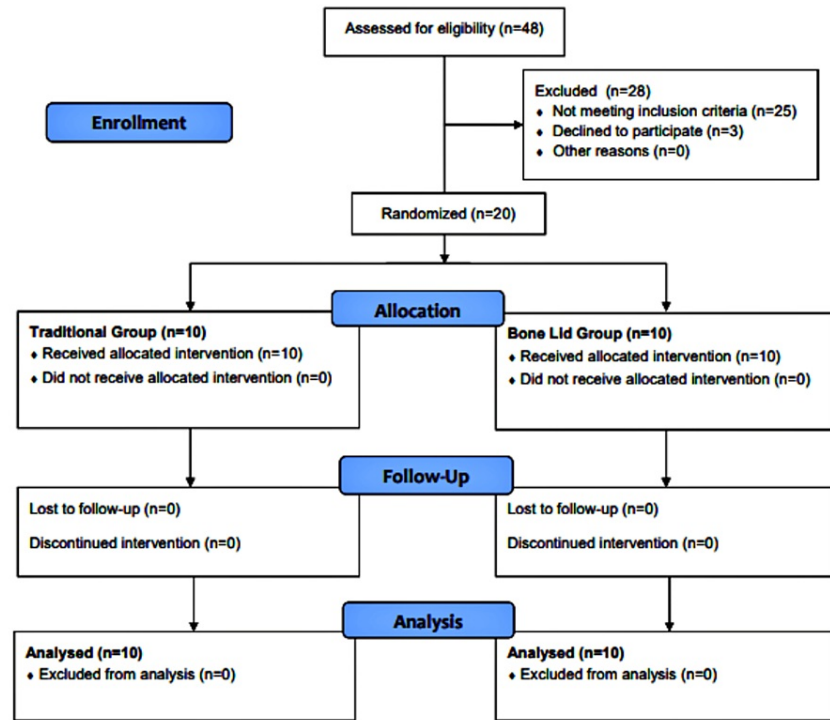 Assessed for eligibility (n=48)
Excluded (n=28)
♦ Not meeting inclusion criteria (n=25)
♦ Declined to participate (n=3)
♦ Other reasons (n=0)
Enrollment
Randomized (n=20)
Allocation
Traditional Group (n=10)
♦ Received allocated intervention (n=10)
♦ Did not receive allocated intervention (n=0)
Bone Lid Group (n=10)
♦ Received allocated intervention (n=10)
♦ Did not receive allocated intervention (n=0)
Follow-Up
Lost to follow-up (n=0)
Discontinued intervention (n=0)
Lost to follow-up (n=0)
Discontinued intervention (n=0)
Analysis
Analysed (n=10)
♦ Excluded from analysis (n=0)
Analysed (n=10)
♦ Excluded from analysis (n=0)